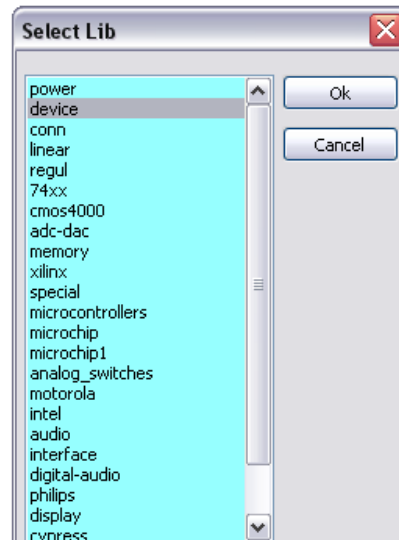 Select Lib
power
device
conn
linear
regul
74xx
cmos4000
adc-dac
memory
xilinx
special
microcontrollers
microchip
microchip1
analog_switches
motorola
intel
audio
interface
digital-audio
philips
display
cypress
Ok
Cancel